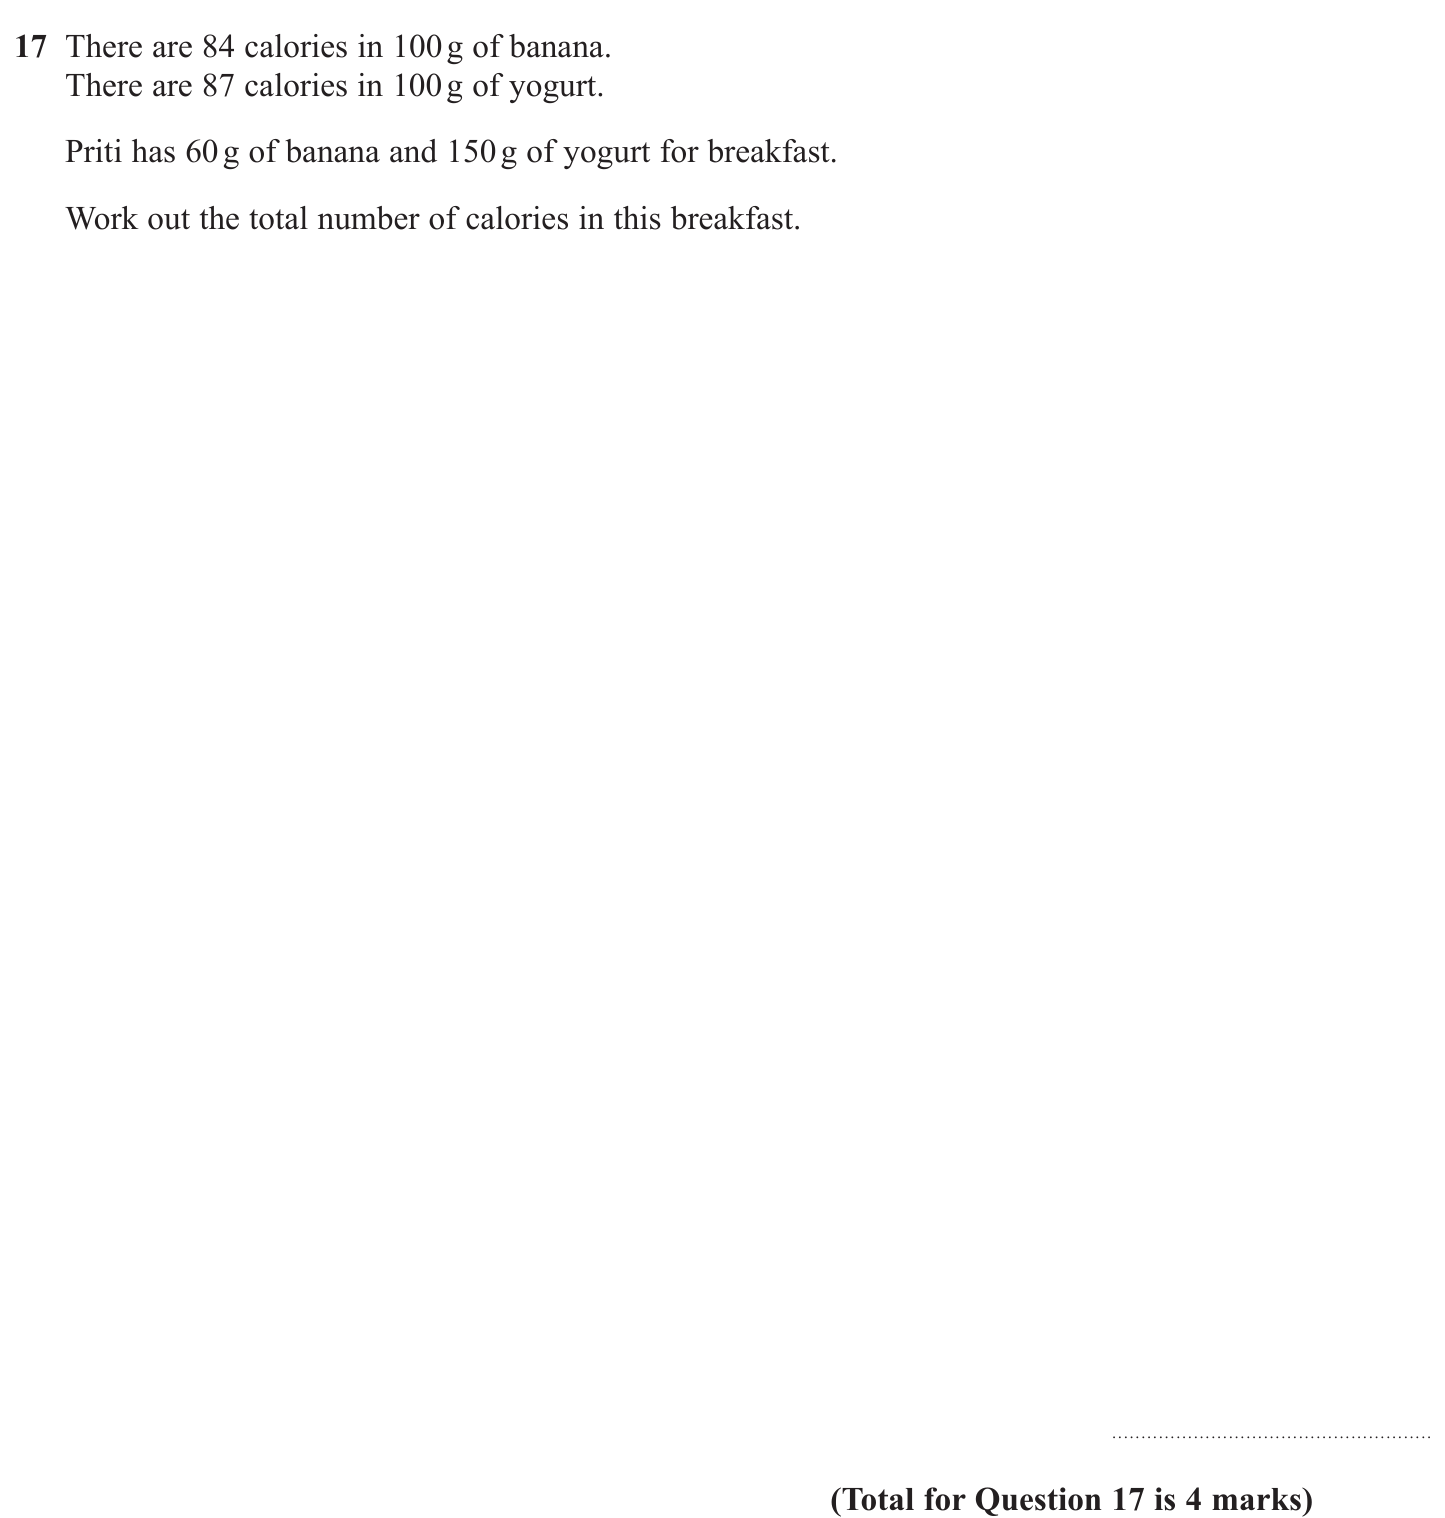 17 There are 84 calories in 100 g of banana.
There are 87 calories in 100 g of yogurt.
Priti has 60 g of banana and 150 g of yogurt for breakfast.
Work out the total number of calories in this breakfast.
(Total for Question 17 is 4 marks)